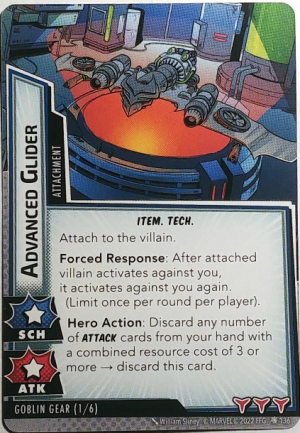 ADVANCED GLIDER
ATTACHMENT
ITEM. TECH.
Attach to the villain.
Forced Response: After attached
villain activates against you,
it activates against you again.
(Limit once per round per player).
Hero Action: Discard any number
of ATTACK cards from your hand with
a combined resource cost of 3 or
more → discard this card.
SCH
ATK
GOBLIN GEAR (1/6)
William Sliney © MARVEL © 2022 FFG 136